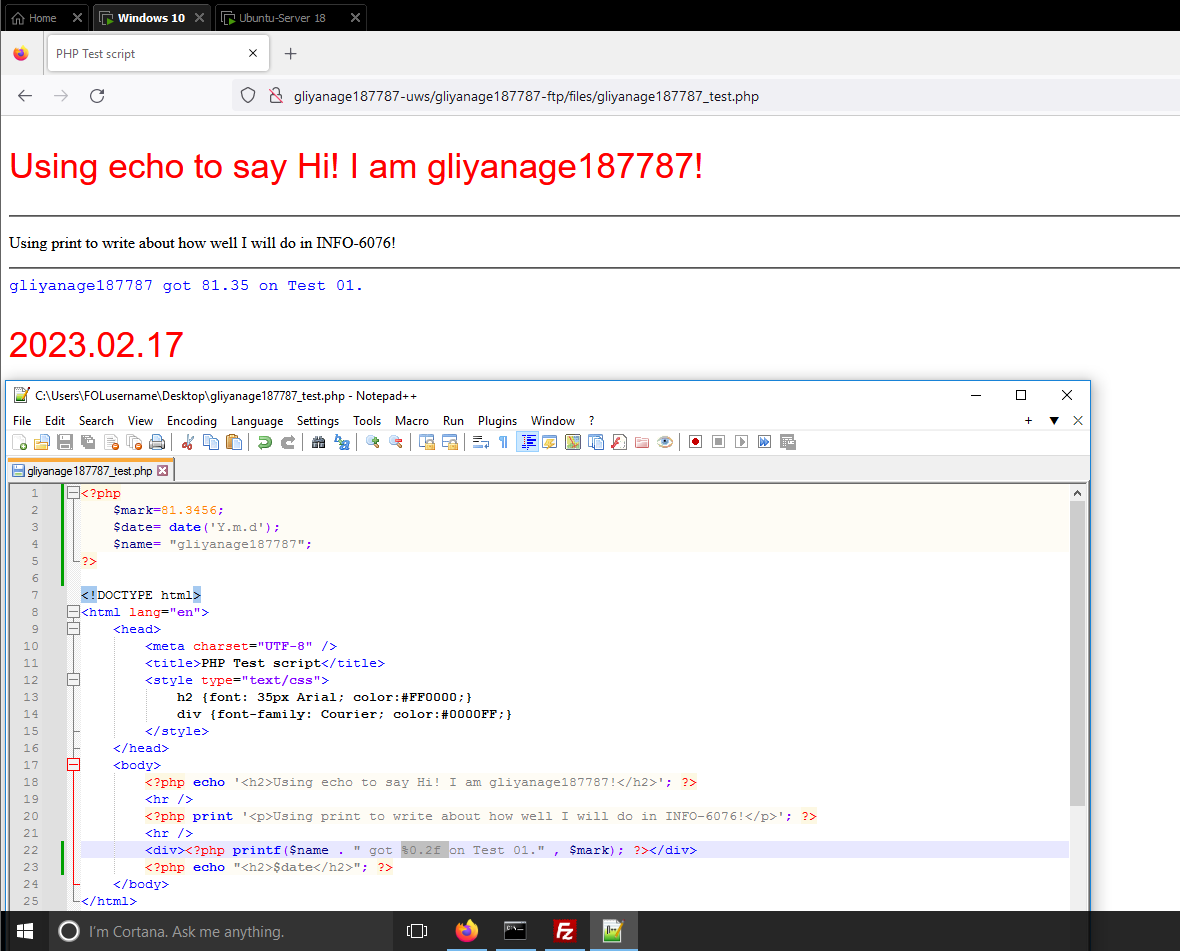 Home
Windows 10
Ubuntu-Server 18
PHP Test script
gliyanage187787-uws/gliyanage187787-ftp/files/gliyanage187787_test.php
Using echo to say Hi! I am gliyanage187787!
Using print to write about how well I will do in INFO-6076!
gliyanage187787 got 81.35 on Test 01.
2023.02.17
C:\Users\FOLusername\Desktop\gliyanage187787_test.php - Notepad++
File Edit Search View Encoding Language Settings Tools Macro Run Plugins Window ?
gliyanage187787_test.php
1 <?php
2 $mark=81.3456;
3 $date= date('Y.m.d');
4 $name= "gliyanage187787";
5 ?>
6
7 <!DOCTYPE html>
8 <html lang="en">
9 <head>
10 <meta charset="UTF-8" />
11 <title>PHP Test script</title>
12 <style type="text/css">
13 h2 {font: 35px Arial; color:#FF0000;}
14 div {font-family: Courier; color:#0000FF;}
15 </style>
16 </head>
17 <body>
18 <?php echo '<h2>Using echo to say Hi! I am gliyanage187787!</h2>'; ?>
19 <hr />
20 <?php print '<p>Using print to write about how well I will do in INFO-6076!</p>'; ?>
21 <hr />
22 <div><?php printf($name . " got %0.2f on Test 01." , $mark); ?></div>
23 <?php echo "<h2>$date</h2>"; ?>
24 </body>
25 </html>
I'm Cortana. Ask me anything.